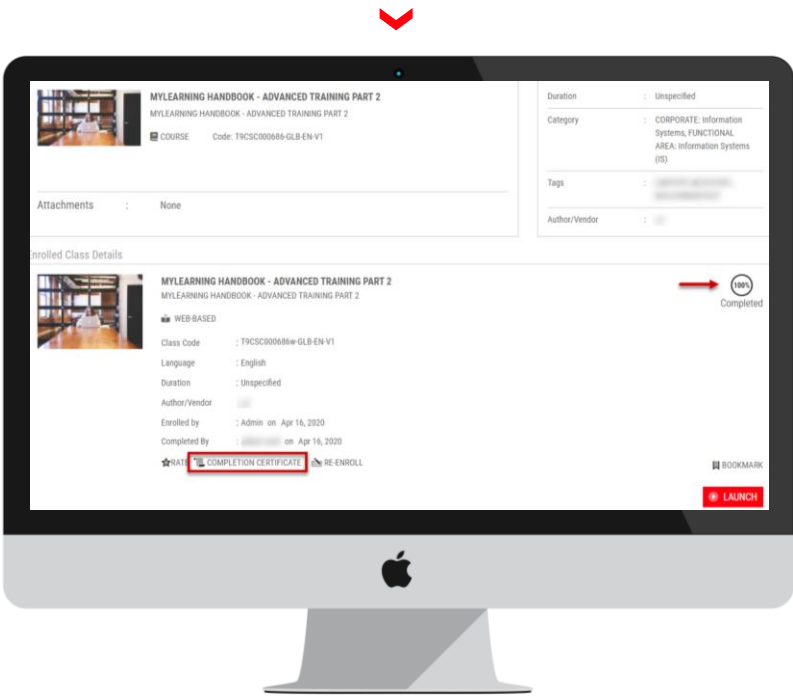 MYLEARNING HANDBOOK - ADVANCED TRAINING PART 2
MYLEARNING HANDBOOK - ADVANCED TRAINING PART 2
COURSE Code: T9CSC000686-GLB-EN-V1
Attachments : None
Duration : Unspecified
Category : CORPORATE: Information
Systems, FUNCTIONAL
AREA: Information Systems
(IS)
Tags :
Author/Vendor :
Enrolled Class Details
MYLEARNING HANDBOOK - ADVANCED TRAINING PART 2
MYLEARNING HANDBOOK - ADVANCED TRAINING PART 2
WEB-BASED
Class Code : T9CSC000686w-GLB-EN-V1
Language : English
Duration : Unspecified
Author/Vendor
Enrolled by : Admin on Apr 16, 2020
Completed By : on Apr 16, 2020
RATE COMPLETION CERTIFICATE RE-ENROLL
100%
Completed
BOOKMARK
LAUNCH